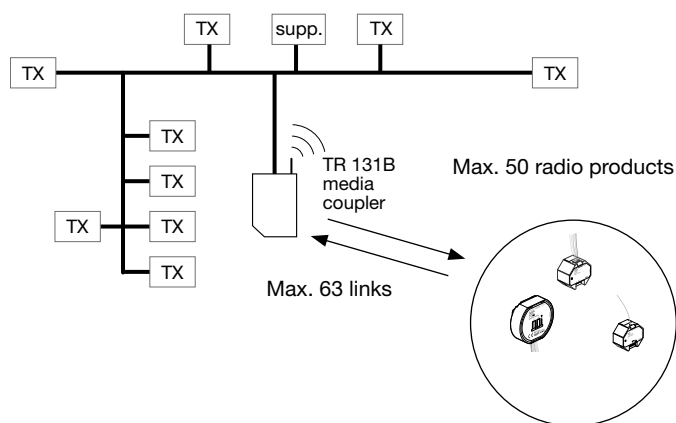 TX
supp.
TX
TX
TX
TX
TX
TX
TX
TX
TR 131B
media
coupler
Max. 50 radio products
Max. 63 links